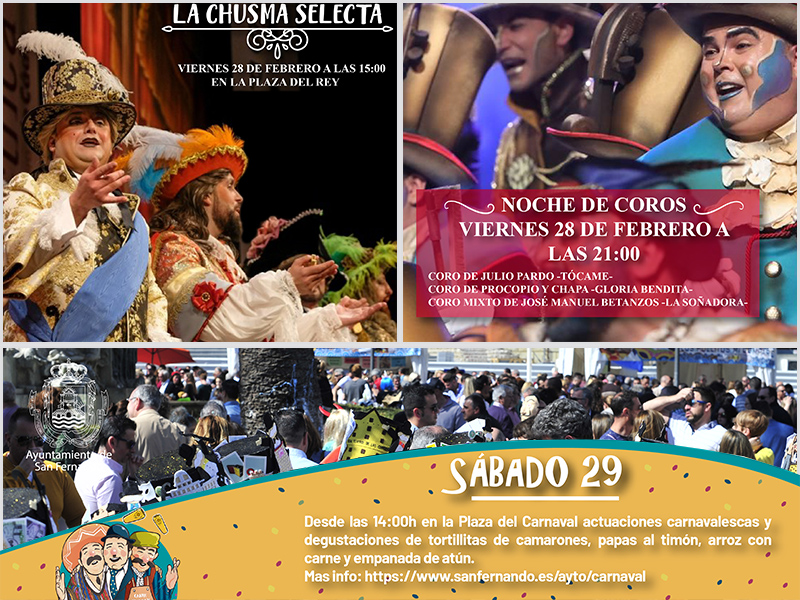 LA CHUSMA SELECTA
VIERNES 28 DE FEBRERO A LAS 15:00
EN LA PLAZA DEL REY
NOCHE DE COROS
VIERNES 28 DE FEBRERO A
LAS 21:00
CORO DE JULIO PARDO -TÓCAME-
CORO DE PROCOPIO Y CHAPA -GLORIA BENDITA-
CORO MIXTO DE JOSÉ MANUEL BETANZOS -LA SOÑADORA-
Ayuntamiento de
San Fernando
SÁBADO 29
Desde las 14:00h en la Plaza del Carnaval actuaciones carnavalescas y
degustaciones de tortillitas de camarones, papas al timón, arroz con
carne y empanada de atún.
Mas info: https://www.sanfernando.es/ayto/carnaval